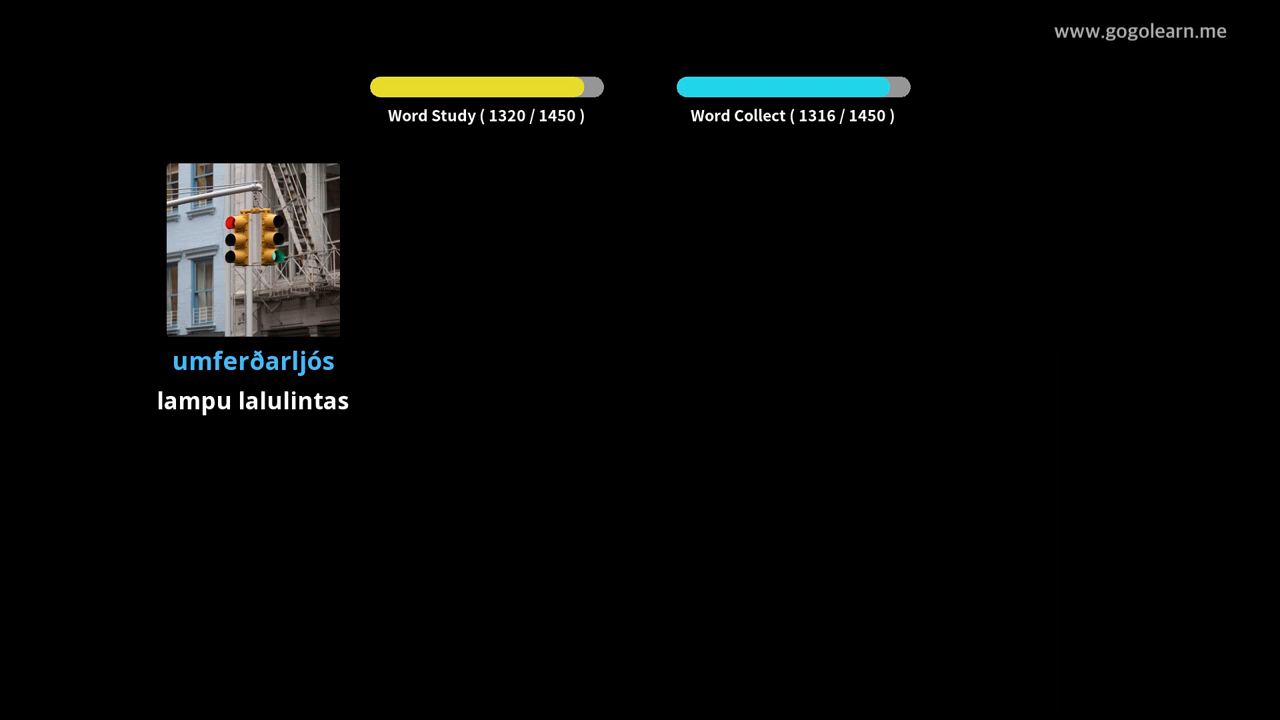 www.gogolearn.me
Word Study ( 1320 / 1450 )
Word Collect ( 1316 / 1450 )
umferðarljós
lampu lalulintas